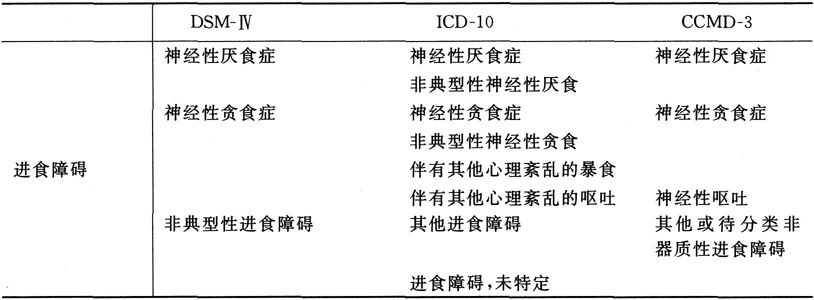 DSM-Ⅳ ICD-10 CCMD-3
神经性厌食症 神经性厌食症 神经性厌食症
非典型性神经性厌食
神经性贪食症 神经性贪食症 神经性贪食症
非典型性神经性贪食
进食障碍 伴有其他心理紊乱的暴食
伴有其他心理紊乱的呕吐 神经性呕吐
非典型性进食障碍 其他进食障碍 其他或待分类非
器质性进食障碍
进食障碍,未特定